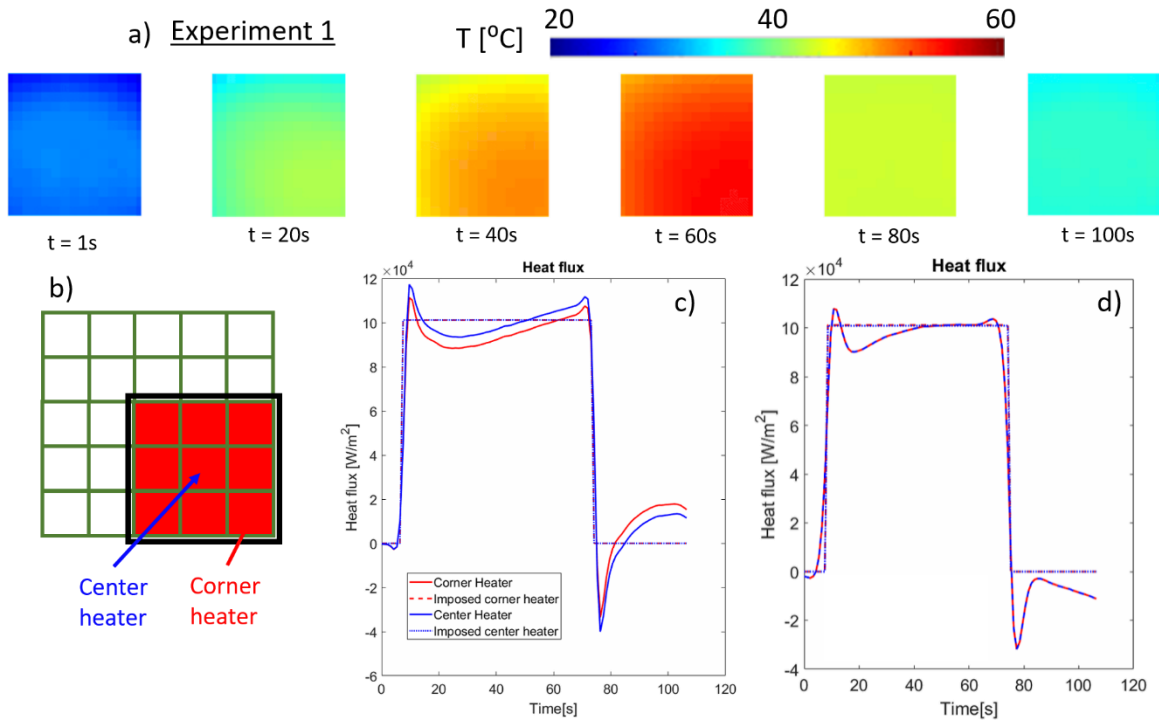 a) Experiment 1
T [⁰C]
20 40 60
t = 1s
t = 20s
t = 40s
t = 60s
t = 80s
t = 100s
b)
Center heater
Corner heater
c)
Heat flux
×10⁴
12
10
8
6
4
2
0
-2
-4
-6
Heat flux [W/m²]
0 20 40 60 80 100 120
Time[s]
Corner Heater
Imposed corner heater
Center Heater
Imposed center heater
d)
Heat flux
×10⁴
12
10
8
6
4
2
0
-2
-4
Heat flux [W/m²]
0 20 40 60 80 100 120
Time[s]